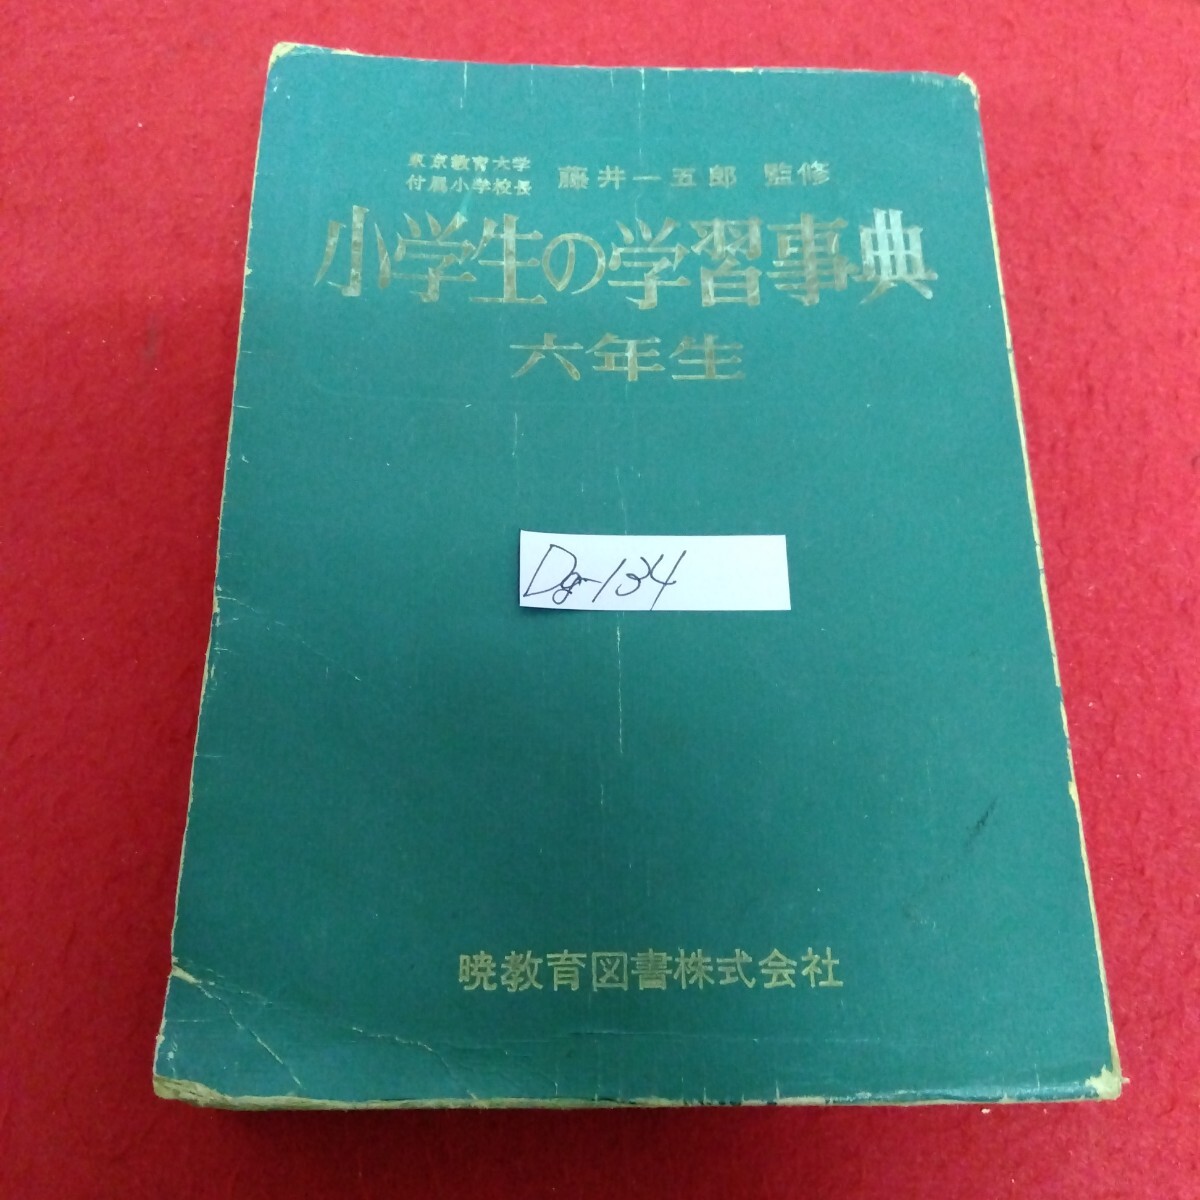 東京教育大学
付属小学校長 藤井一五郎 監修
小学生の学習事典
六年生
Dg-134
暁教育図書株式会社